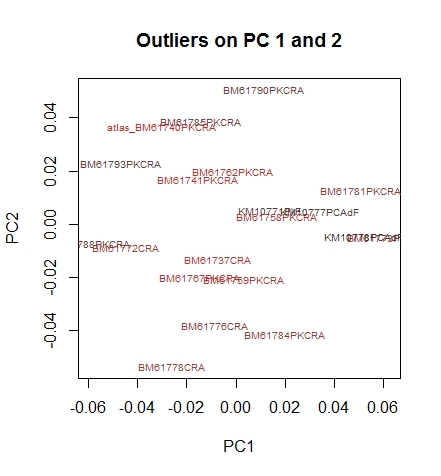 Outliers on PC 1 and 2
BM61790PKCRA
BM61785PKCRA
atlas_BM61740PKCRA
BM61793PKCRA
BM61762PKCRA
BM61741PKCRA
BM61781PKCRA
KM10777PCAdF
BM61758PKCRA
BM61772CRA
BM61737CRA
BM61767PKCRA
BM61776CRA
BM61784PKCRA
BM61778CRA
PC2
0.04
0.02
0.00
-0.02
-0.04
-0.06 -0.04 -0.02 0.00 0.02 0.04 0.06
PC1